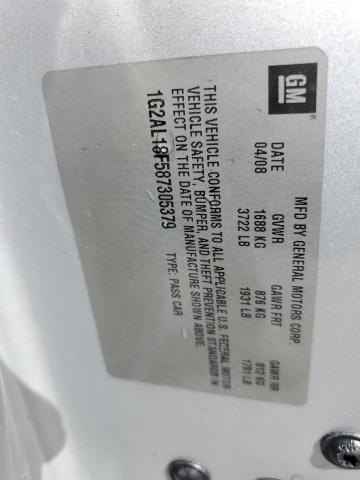 GM
MFD BY GENERAL MOTORS CORP.
DATE GVWR GAWR FRT GAWR RR
04/08 1688 KG 876 KG 812 KG
3722 LB 1931 LB 1791 LB
THIS VEHICLE CONFORMS TO ALL APPLICABLE U.S. FEDERAL MOTOR
VEHICLE SAFETY, BUMPER, AND THEFT PREVENTION STANDARDS IN
EFFECT ON THE DATE OF MANUFACTURE SHOWN ABOVE.
1G2AL18F587305379 TYPE: PASS CAR